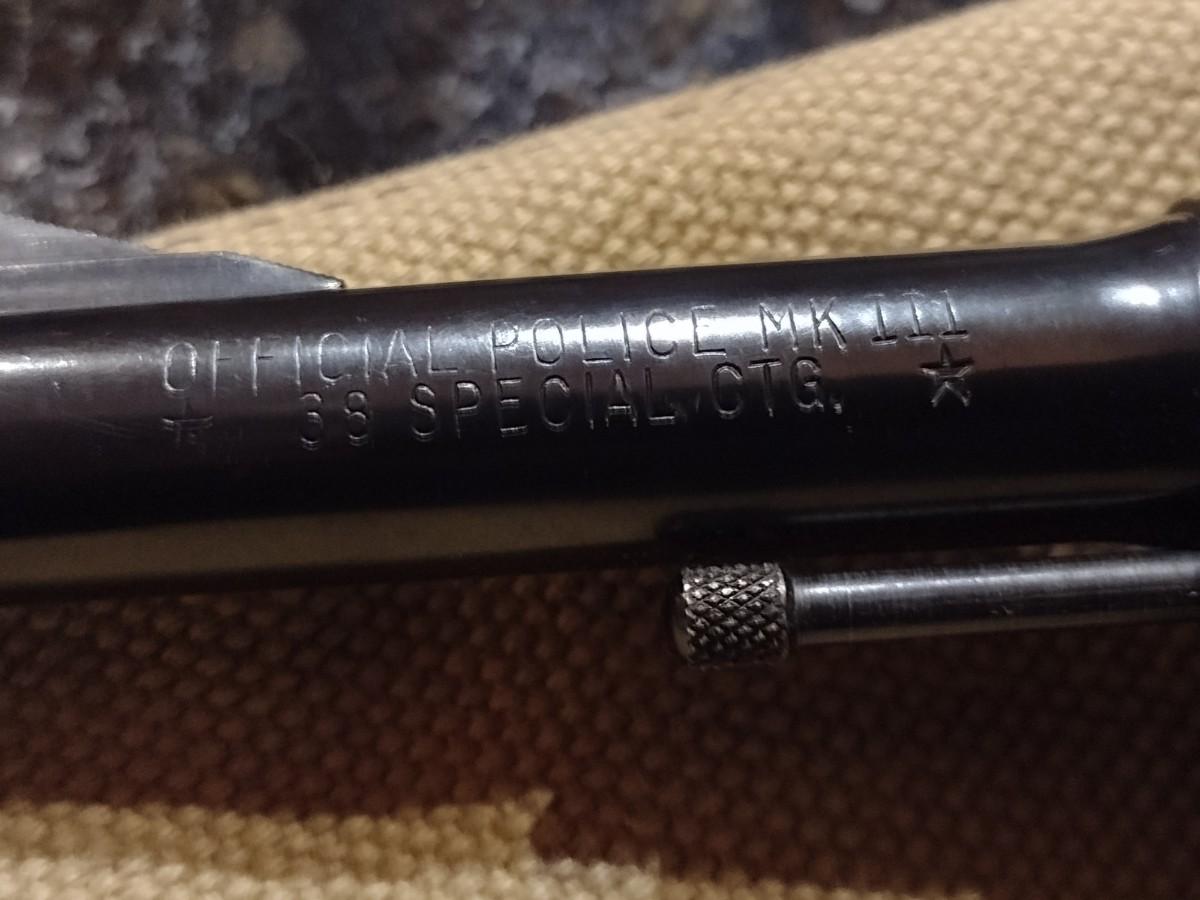 OFFICIAL POLICE MK III
★ 38 SPECIAL CTG. ★